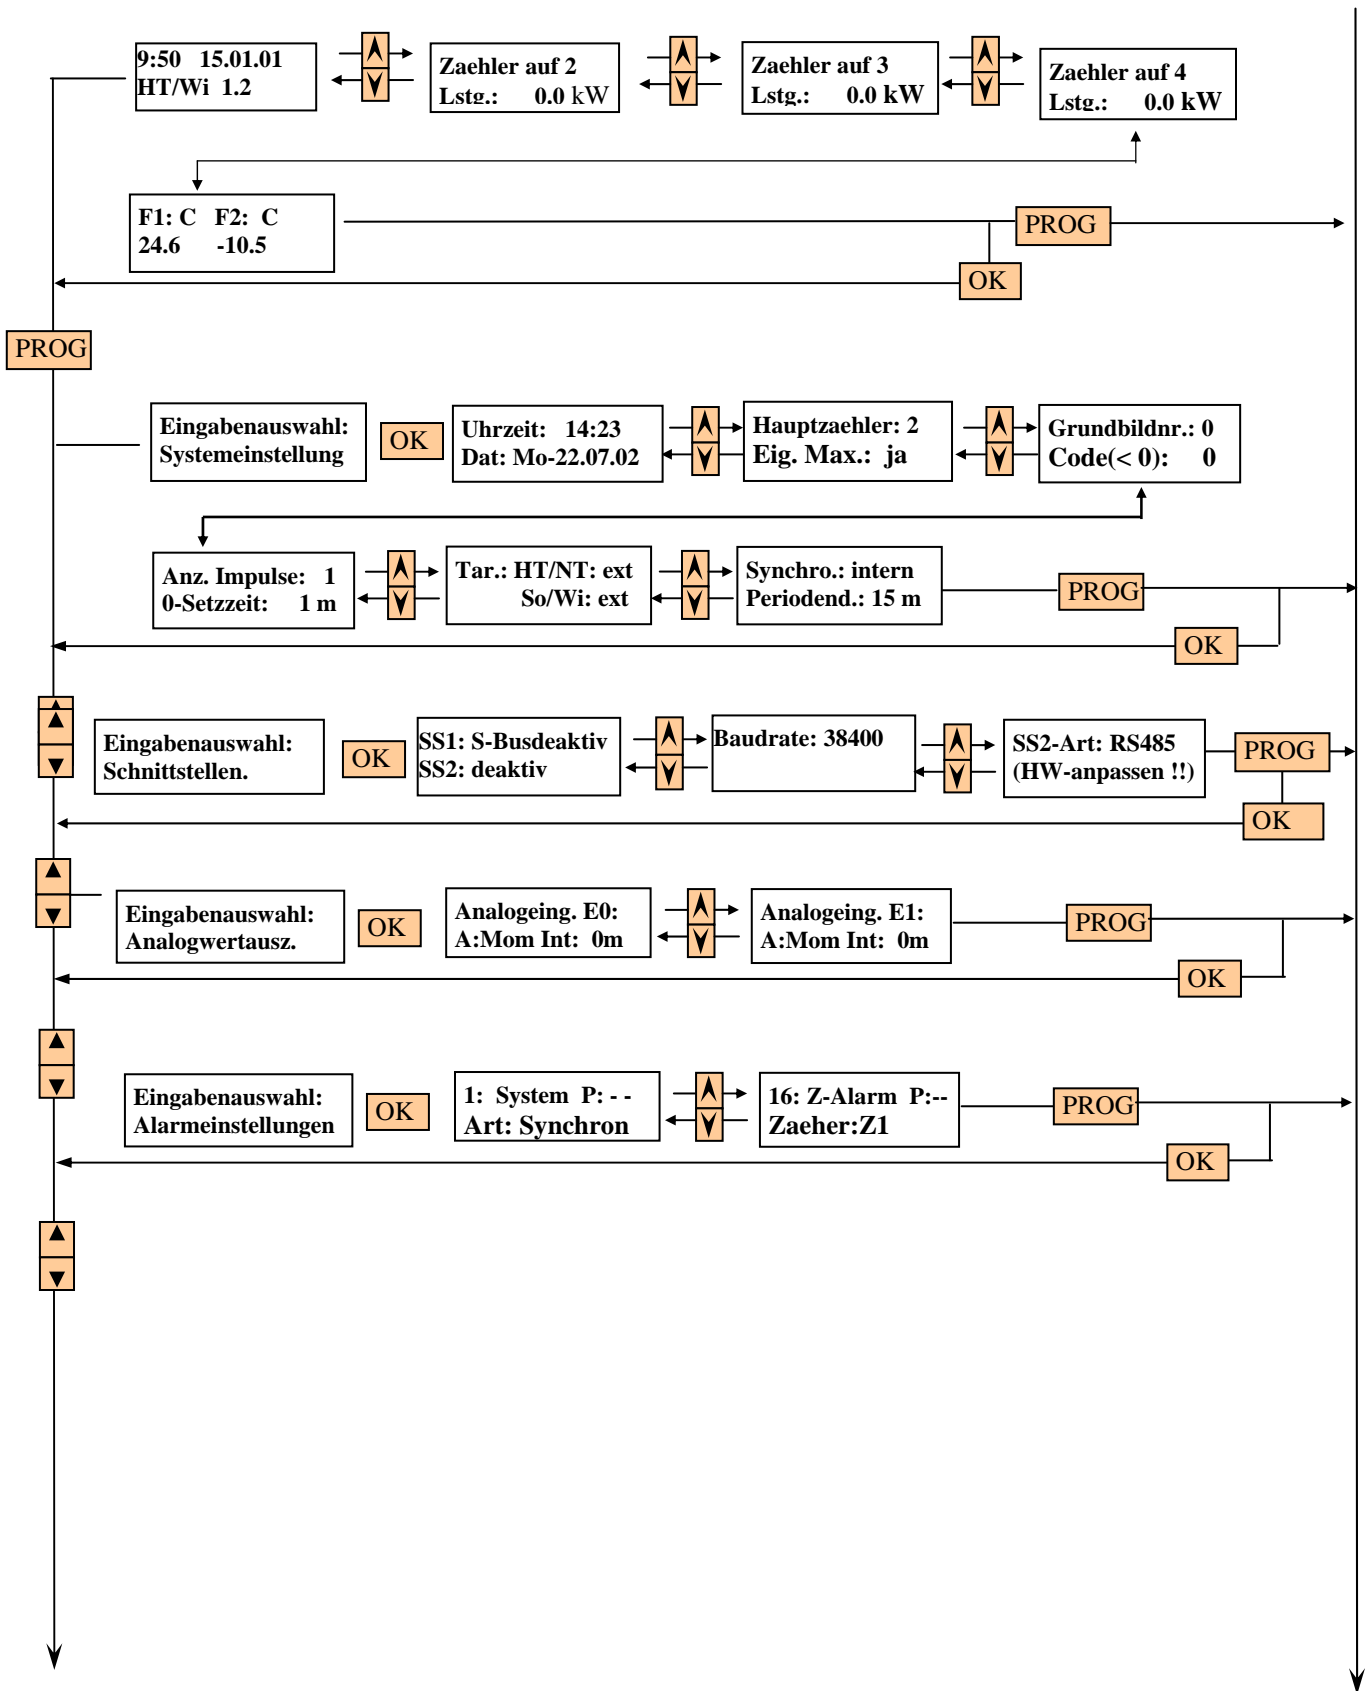 9:50 15.01.01
HT/Wi 1.2
Zaehler auf 2
Lstg.: 0.0 kW
Zaehler auf 3
Lstg.: 0.0 kW
Zaehler auf 4
Lstg.: 0.0 kW
F1: C F2: C
24.6 -10.5
PROG
OK
PROG
Eingabenauswahl:
Systemeinstellung
OK
Uhrzeit: 14:23
Dat: Mo-22.07.02
Hauptzaehler: 2
Eig. Max.: ja
Grundbildnr.: 0
Code(< 0): 0
Anz. Impulse: 1
0-Setzzeit: 1 m
Tar.: HT/NT: ext
So/Wi: ext
Synchro.: intern
Periodend.: 15 m
PROG
OK
Eingabenauswahl:
Schnittstellen.
OK
SS1: S-Busdeaktiv
SS2: deaktiv
Baudrate: 38400
SS2-Art: RS485
(HW-anpassen !!)
PROG
OK
Eingabenauswahl:
Analogwertausz.
OK
Analogeing. E0:
A:Mom Int: 0m
Analogeing. E1:
A:Mom Int: 0m
PROG
OK
Eingabenauswahl:
Alarmeinstellungen
OK
1: System P: - -
Art: Synchron
16: Z-Alarm P:--
Zaeher:Z1
PROG
OK